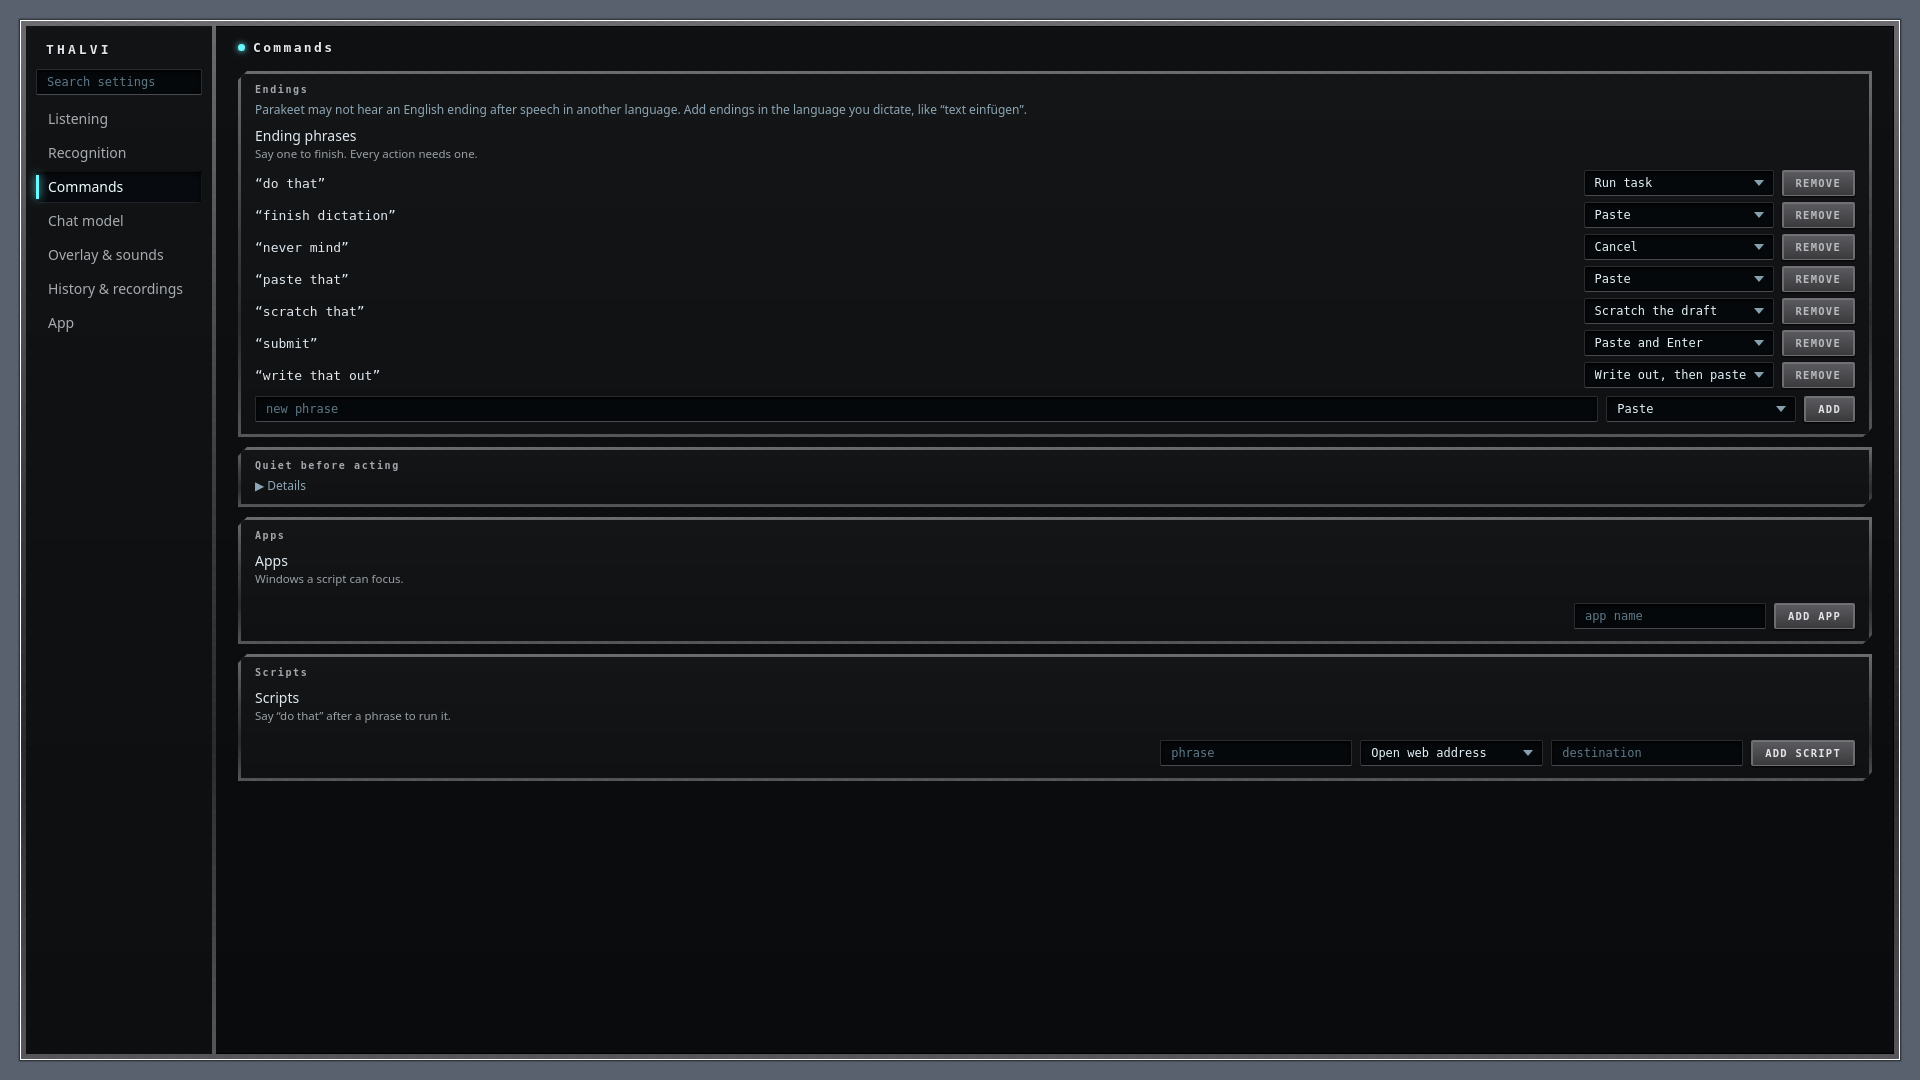 THALVI
Search settings
Listening
Recognition
Commands
Chat model
Overlay & sounds
History & recordings
App
Commands
Endings
Parakeet may not hear an English ending after speech in another language. Add endings in the language you dictate, like “text einfügen”.
Ending phrases
Say one to finish. Every action needs one.
“do that” Run task REMOVE
“finish dictation” Paste REMOVE
“never mind” Cancel REMOVE
“paste that” Paste REMOVE
“scratch that” Scratch the draft REMOVE
“submit” Paste and Enter REMOVE
“write that out” Write out, then paste REMOVE
new phrase Paste ADD
Quiet before acting
▶ Details
Apps
Apps
Windows a script can focus.
app name ADD APP
Scripts
Scripts
Say “do that” after a phrase to run it.
phrase Open web address destination ADD SCRIPT